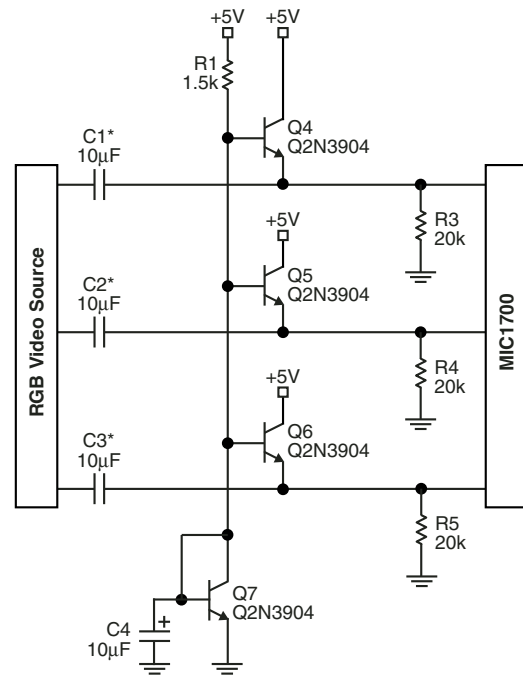 +5V +5V
R1
1.5k
Q4
Q2N3904
C1*
10µF
R3
20k
+5V
Q5
Q2N3904
C2*
10µF
R4
20k
+5V
Q6
Q2N3904
C3*
10µF
R5
20k
RGB Video Source
MIC1700
Q7
Q2N3904
C4
10µF
+